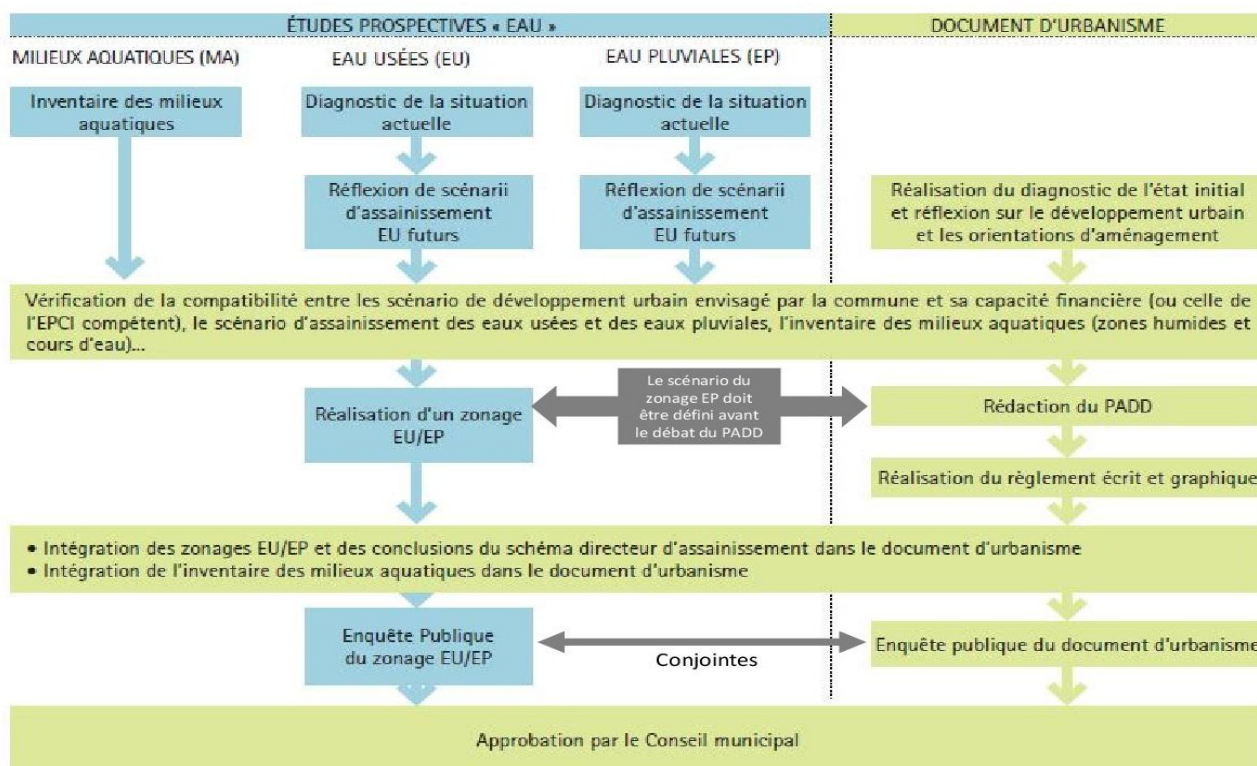 ÉTUDES PROSPECTIVES « EAU »
DOCUMENT D'URBANISME
MILIEUX AQUATIQUES (MA)
EAU USÉES (EU)
EAU PLUVIALES (EP)
Inventaire des milieux
aquatiques
Diagnostic de la situation
actuelle
Diagnostic de la situation
actuelle
Réflexion de scénarii
d'assainissement
EU futurs
Réflexion de scénarii
d'assainissement
EU futurs
Réalisation du diagnostic de l'état initial
et réflexion sur le développement urbain
et les orientations d'aménagement
Vérification de la compatibilité entre les scénario de développement urbain envisagé par la commune et sa capacité financière (ou celle de
l'EPCI compétent), le scénario d'assainissement des eaux usées et des eaux pluviales, l'inventaire des milieux aquatiques (zones humides et
cours d'eau)...
Réalisation d'un zonage
EU/EP
Le scénario du
zonage EP doit
être défini avant
le débat du PADD
Rédaction du PADD
Réalisation du règlement écrit et graphique
• Intégration des zonages EU/EP et des conclusions du schéma directeur d'assainissement dans le document d'urbanisme
• Intégration de l'inventaire des milieux aquatiques dans le document d'urbanisme
Enquête Publique
du zonage EU/EP
Conjointes
Enquête publique du document d'urbanisme
Approbation par le Conseil municipal